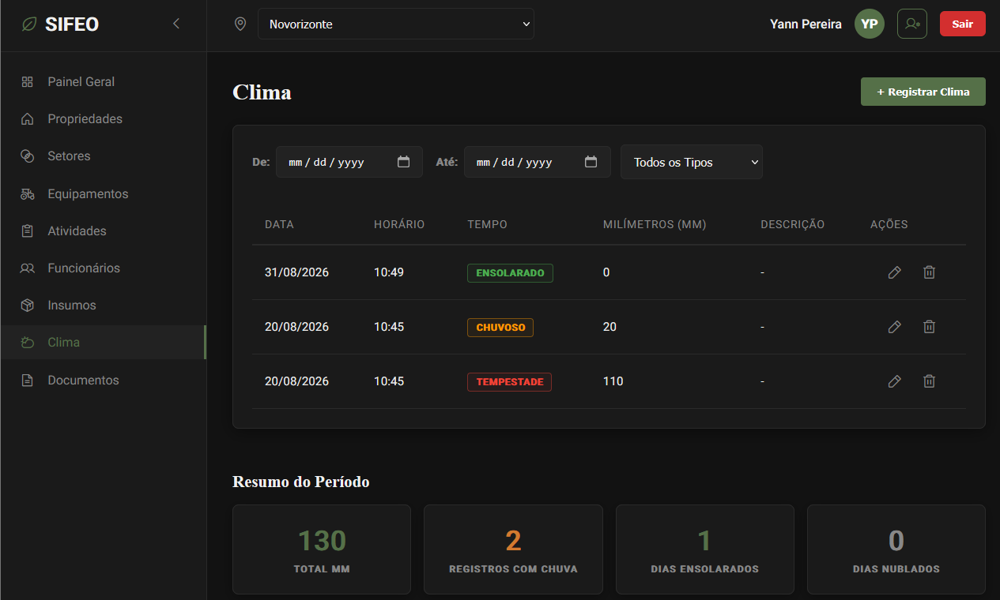 SIFEO
Novorizonte
Yann Pereira
YP
Sair
Painel Geral
Propriedades
Setores
Equipamentos
Atividades
Funcionários
Insumos
Clima
Documentos
Clima
+ Registrar Clima
De: mm/dd/yyyy Até: mm/dd/yyyy Todos os Tipos
DATA HORÁRIO TEMPO MILÍMETROS (MM) DESCRIÇÃO AÇÕES
31/08/2026 10:49 ENSOLARADO 0 -
20/08/2026 10:45 CHUVOSO 20 -
20/08/2026 10:45 TEMPESTADE 110 -
Resumo do Período
130
TOTAL MM
2
REGISTROS COM CHUVA
1
DIAS ENSOLARADOS
0
DIAS NUBLADOS